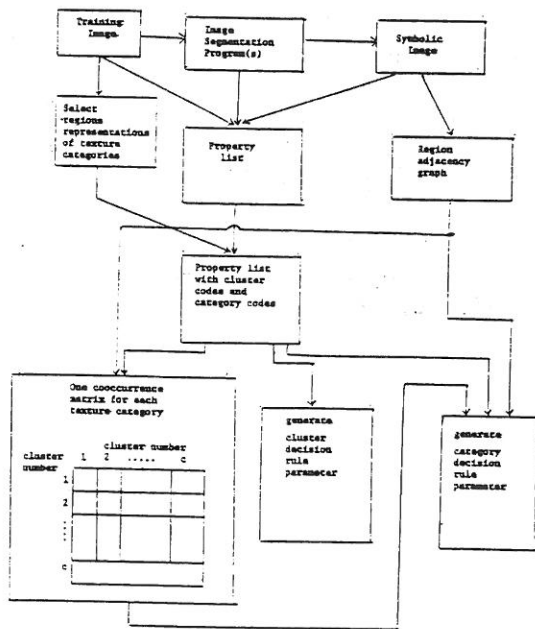 Training
Image
Image
Segmentation
Program(s)
Symbolic
Image
Select
regions
representations
of texture
categories
Property
list
Region
adjacency
graph
Property list
with cluster
codes and
category codes
One cooccurrence
matrix for each
texture category
cluster number
cluster
number
1 2 ..... c
1
2
.....
c
generate
cluster
decision
rule
parameter
generate
category
decision
rule
parameter